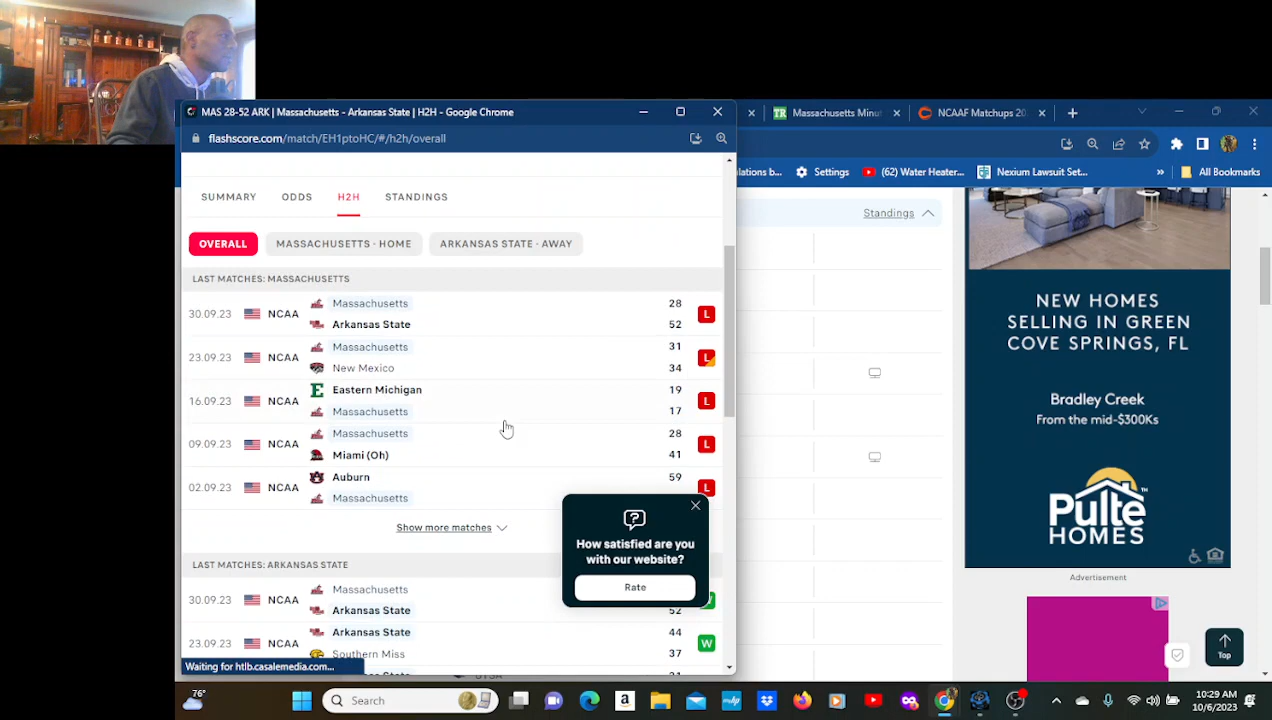 MAS 28-52 ARK | Massachusetts - Arkansas State | H2H - Google Chrome
Massachusetts Minut
NCAAF Matchups 20
flashscore.com/match/EH1ptoHC/#/h2h/overall
Settings
(62) Water Heater...
Nexium Lawsuit Set...
»
All Bookmarks
SUMMARY ODDS H2H STANDINGS
Standings
OVERALL MASSACHUSETTS - HOME ARKANSAS STATE - AWAY
LAST MATCHES: MASSACHUSETTS
30.09.23 NCAA Massachusetts 28 L
Arkansas State 52
23.09.23 NCAA Massachusetts 31 L
New Mexico 34
16.09.23 NCAA Eastern Michigan 19 L
Massachusetts 17
09.09.23 NCAA Massachusetts 28 L
Miami (Oh) 41
02.09.23 NCAA Auburn 59 L
Massachusetts
Show more matches
LAST MATCHES: ARKANSAS STATE
30.09.23 NCAA Massachusetts
Arkansas State 52
23.09.23 NCAA Arkansas State 44 W
Southern Miss 37
How satisfied are you
with our website?
Rate
Waiting for htlb.casalemedia.com...
NEW HOMES
SELLING IN GREEN
COVE SPRINGS, FL
Bradley Creek
From the mid-$300Ks
Pulte
HOMES
Advertisement
Top
76°
Search
10:29 AM
10/6/2023